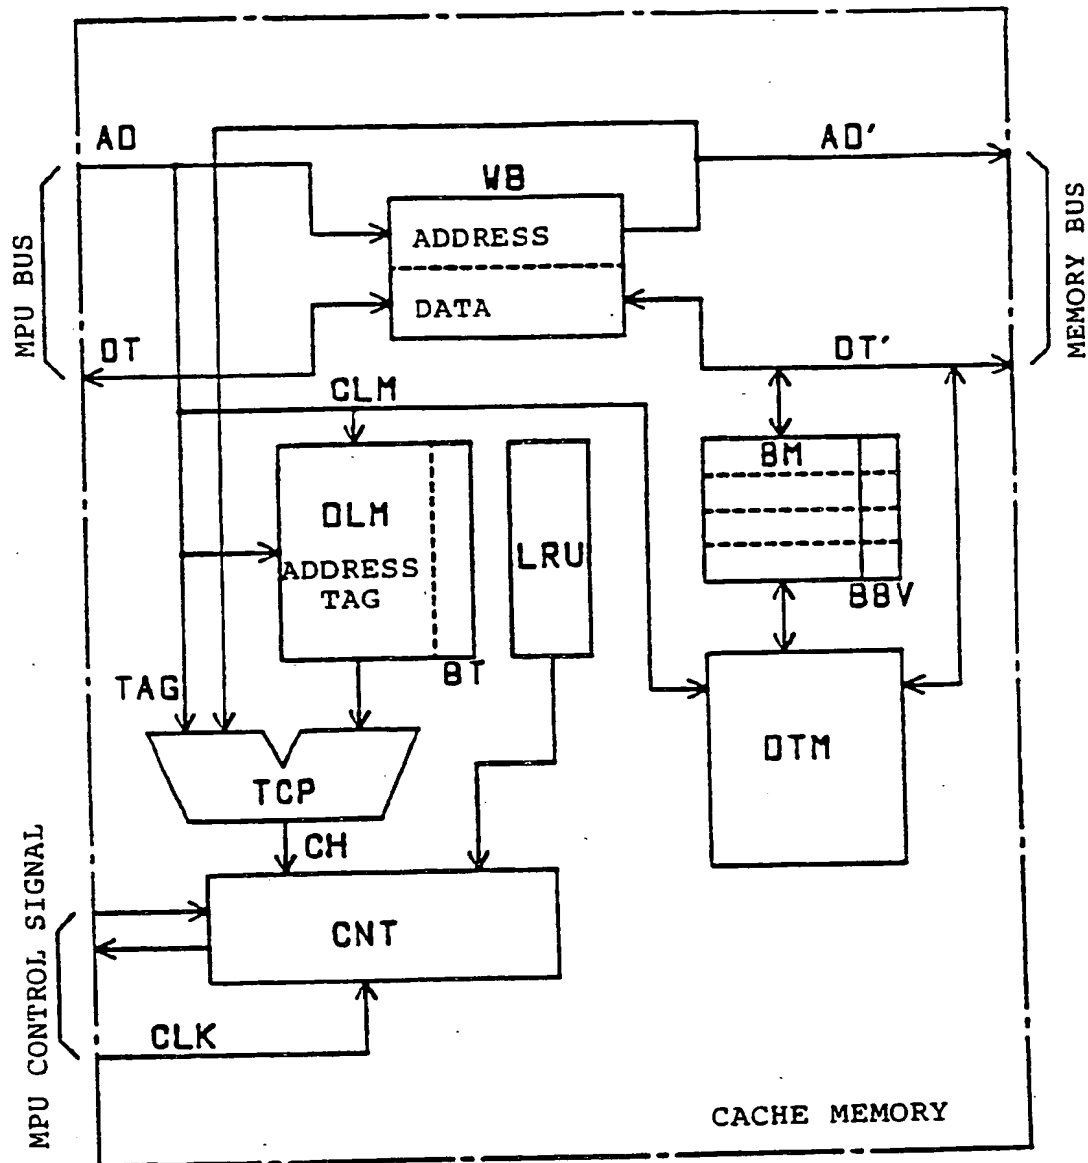 AD
AD'
WB
ADDRESS
DATA
MPU BUS
MEMORY BUS
DT
DT'
CLM
BM
DLM
ADDRESS
TAG
LRU
BBV
BT
TAG
DTM
TCP
CH
MPU CONTROL SIGNAL
CNT
CLK
CACHE MEMORY